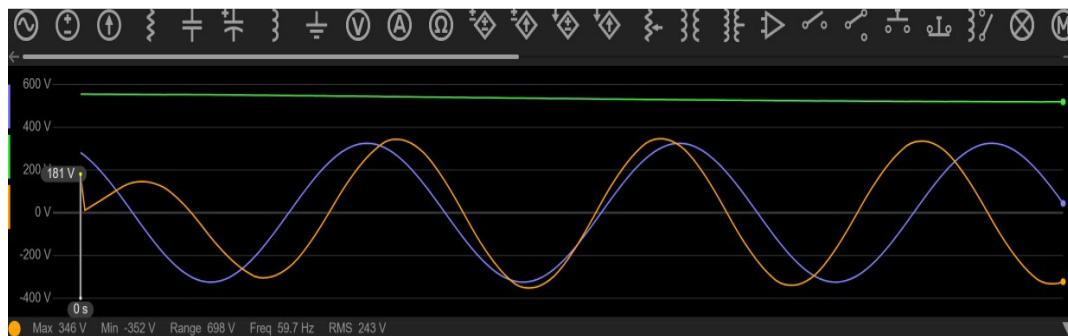 V A Ω M
600 V
400 V
200 V
181 V
0 V
-200 V
-400 V
0 s
Max 346 V Min -352 V Range 698 V Freq 59.7 Hz RMS 243 V